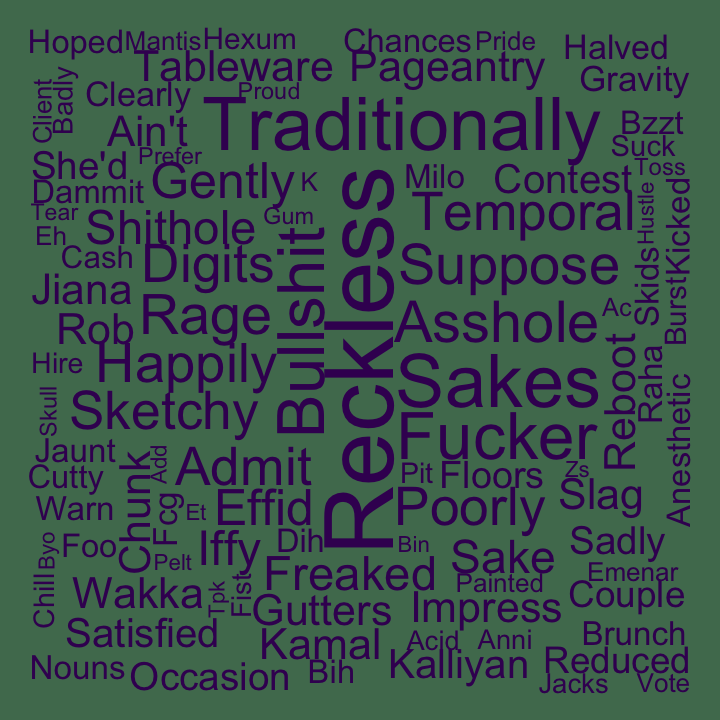 Hoped Mantis Hexum Chances Pride Halved
Tableware Pageantry Gravity
Client Badly Clearly Proud
Traditionally
Ain't Bzzt
Suck
She'd Prefer Toss
Dammit Gently K Milo Contest
Tear Shithole Gum Temporal Hustle Kicked
Eh
Cash Digits Bullshit Reckless Suppose Skids Burst
Jiana
Rob Rage Asshole Ac
Hire Happily Sakes Reboot Raha
Skull Sketchy Fucker Anesthetic
Jaunt Add Admit Pit Floors Zs
Cutty Chunk Slag
Warn Fcg Et Effid Poorly
Byo Foo Iffy Dih Bin Sadly
Pelt Freaked Sake Emenar
Chill Wakka Tpk Fist Painted Couple
Gutters Impress
Satisfied Kamal Acid Anni Brunch
Nouns Occasion Bih Kalliyan Reduced
Jacks Vote